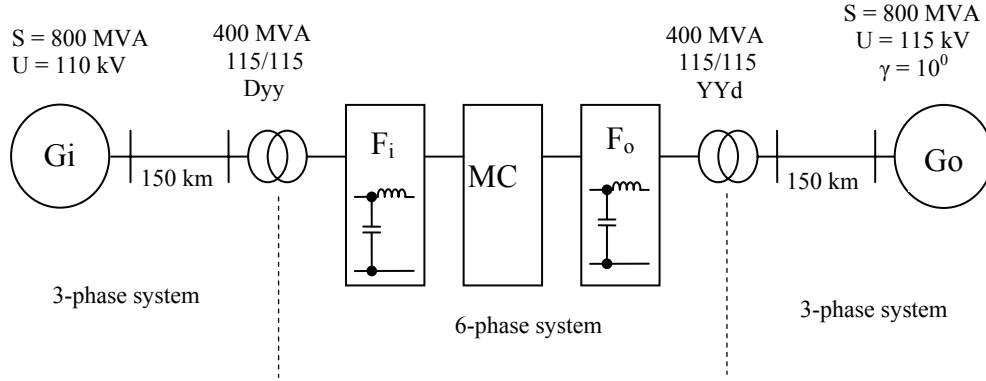 S = 800 MVA
U = 110 kV
400 MVA
115/115
Dyy
400 MVA
115/115
YYd
S = 800 MVA
U = 115 kV
γ = 10⁰
Gi
150 km
Fi
MC
Fo
150 km
Go
3-phase system
6-phase system
3-phase system